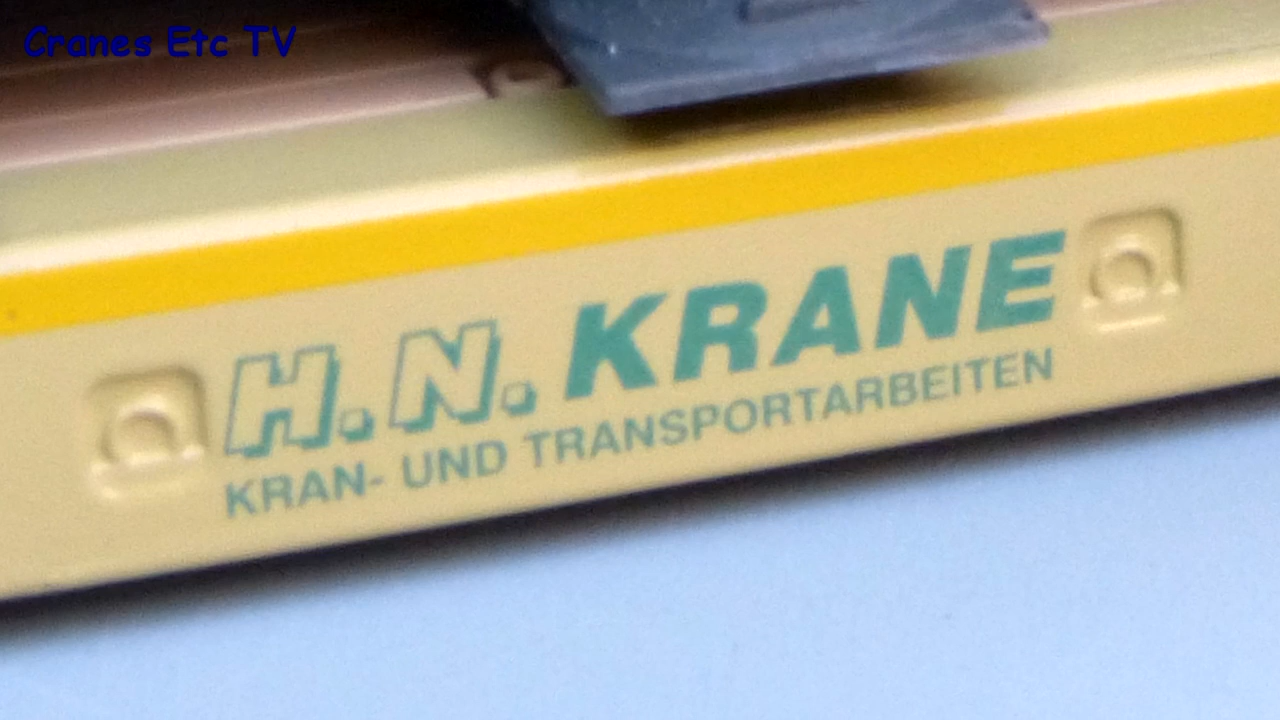 Cranes Etc TV
H.N. KRANE
KRAN- UND TRANSPORTARBEITEN